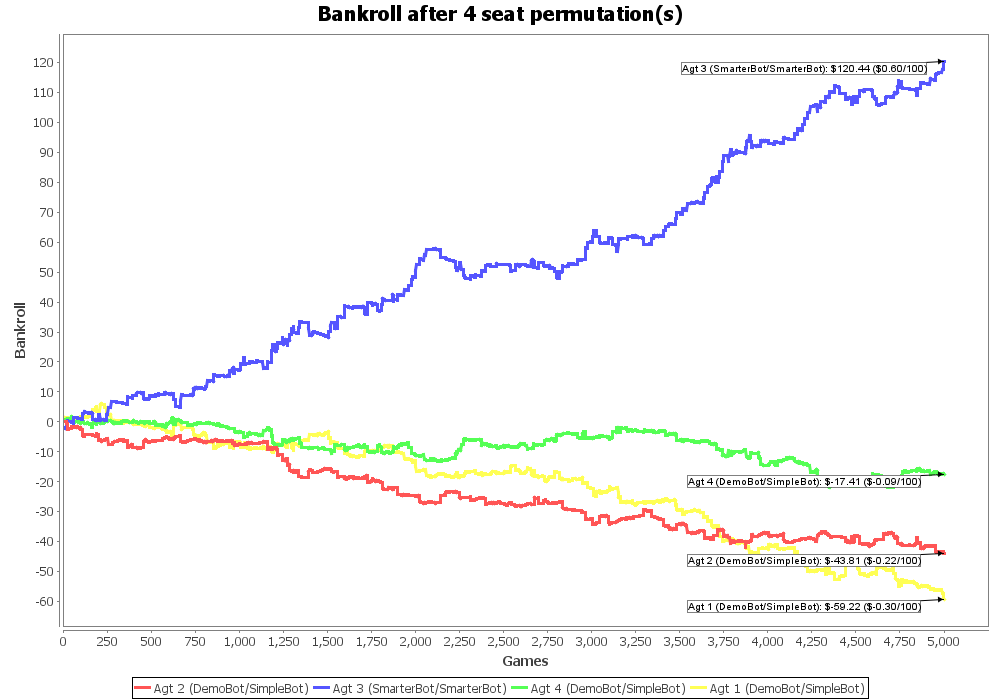 Bankroll after 4 seat permutation(s)
Bankroll
120
110
100
90
80
70
60
50
40
30
20
10
0
-10
-20
-30
-40
-50
-60
Agt 3 (SmarterBot/SmarterBot): $120.44 ($0.60/100)
Agt 4 (DemoBot/SimpleBot): $-17.41 ($-0.09/100)
Agt 2 (DemoBot/SimpleBot): $-43.81 ($-0.22/100)
Agt 1 (DemoBot/SimpleBot): $-59.22 ($-0.30/100)
0 250 500 750 1,000 1,250 1,500 1,750 2,000 2,250 2,500 2,750 3,000 3,250 3,500 3,750 4,000 4,250 4,500 4,750 5,000
Games
Agt 2 (DemoBot/SimpleBot) Agt 3 (SmarterBot/SmarterBot) Agt 4 (DemoBot/SimpleBot) Agt 1 (DemoBot/SimpleBot)